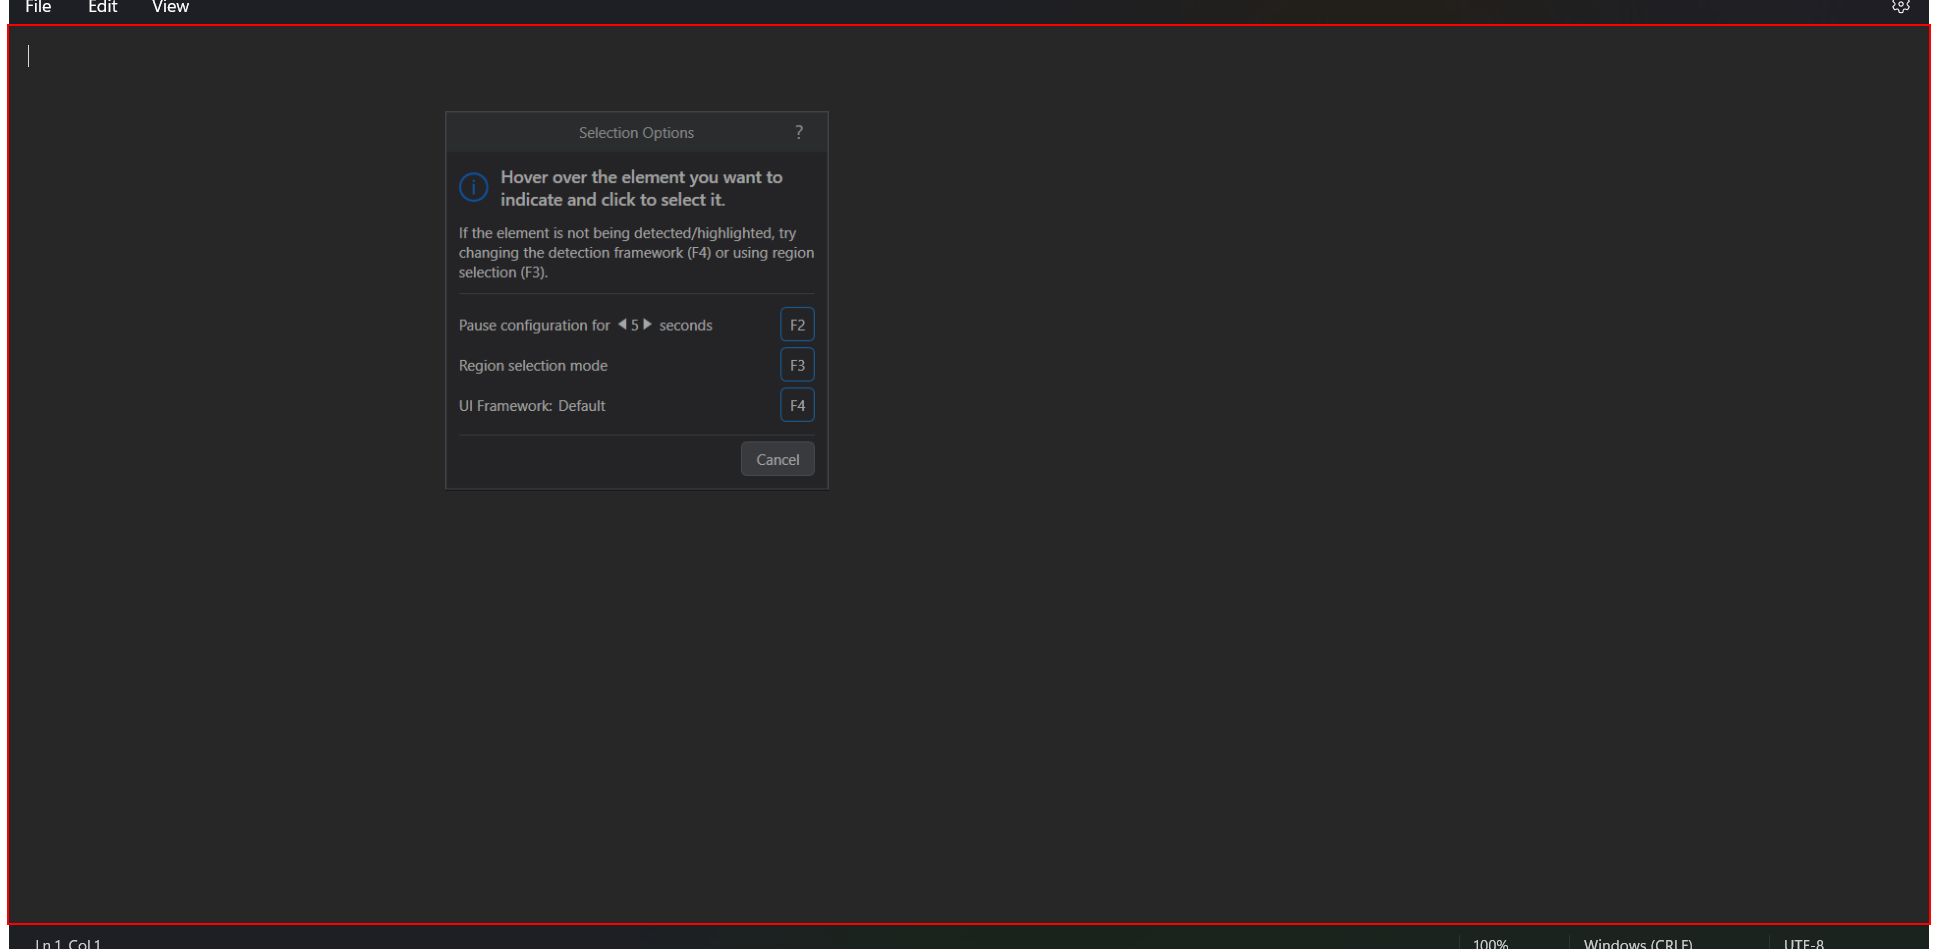 File Edit View
Selection Options ?
Hover over the element you want to
indicate and click to select it.
If the element is not being detected/highlighted, try
changing the detection framework (F4) or using region
selection (F3).
Pause configuration for 5 seconds F2
Region selection mode F3
UI Framework: Default F4
Cancel
Ln 1, Col 1 100% Windows (CRLF) UTF-8